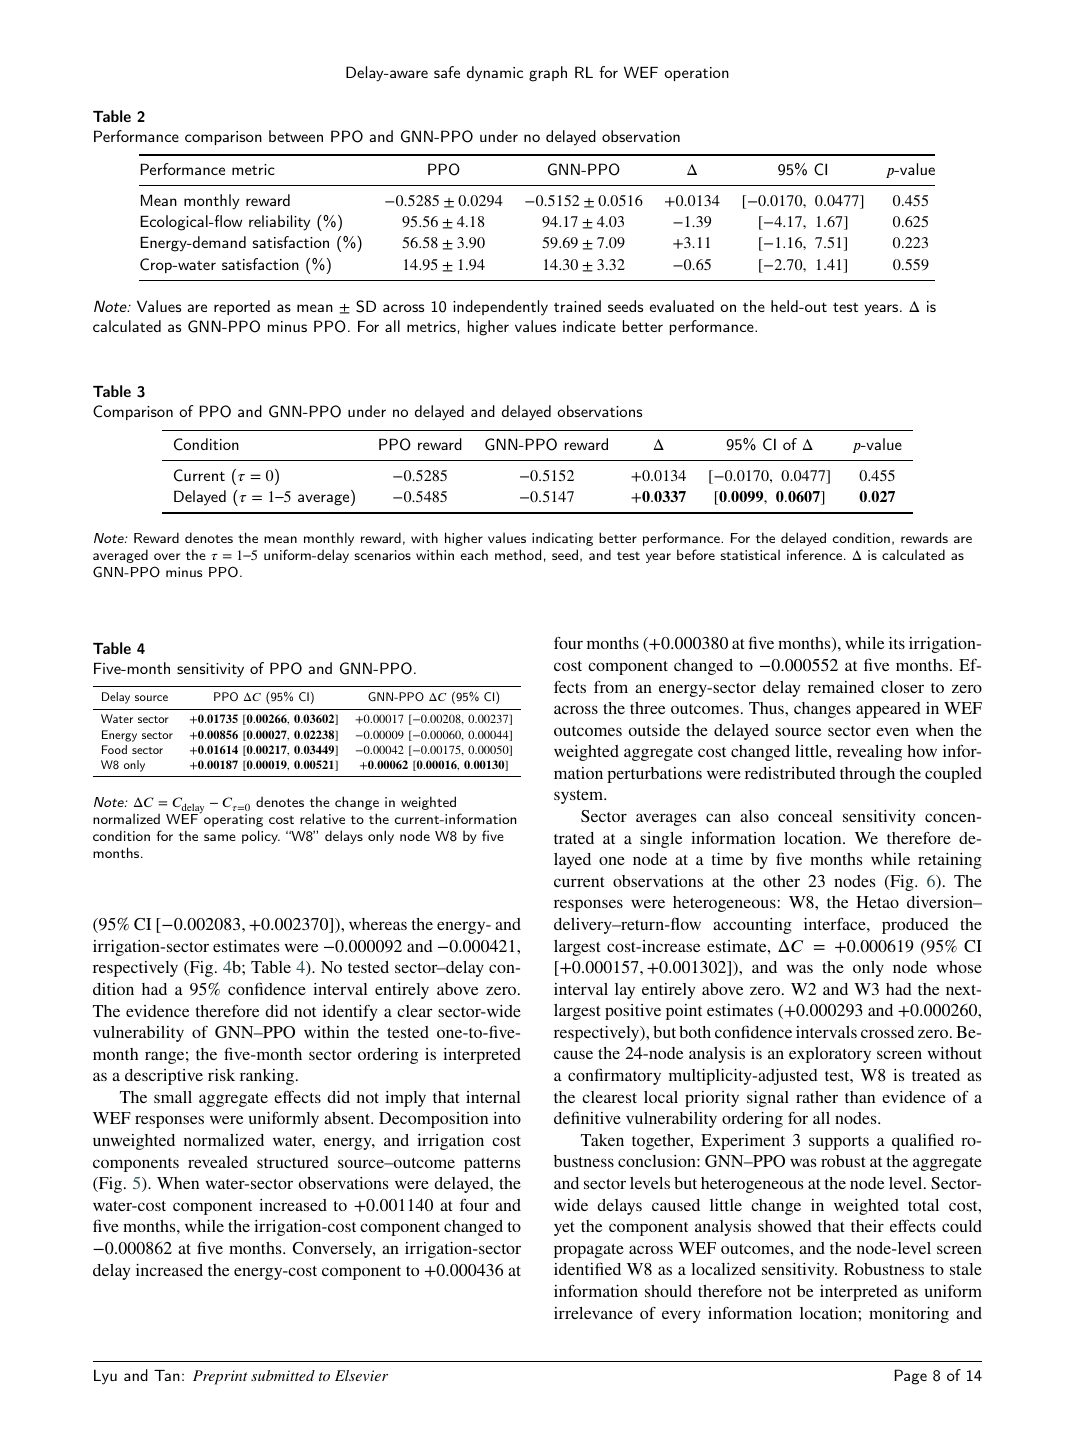 Delay-aware safe dynamic graph RL for WEF operation
Table 2
Performance comparison between PPO and GNN-PPO under no delayed observation
Performance metric PPO GNN-PPO Δ 95% CI p-value
Mean monthly reward −0.5285 ± 0.0294 −0.5152 ± 0.0516 +0.0134 [−0.0170, 0.0477] 0.455
Ecological-flow reliability (%) 95.56 ± 4.18 94.17 ± 4.03 −1.39 [−4.17, 1.67] 0.625
Energy-demand satisfaction (%) 56.58 ± 3.90 59.69 ± 7.09 +3.11 [−1.16, 7.51] 0.223
Crop-water satisfaction (%) 14.95 ± 1.94 14.30 ± 3.32 −0.65 [−2.70, 1.41] 0.559
Note: Values are reported as mean ± SD across 10 independently trained seeds evaluated on the held-out test years. Δ is
calculated as GNN-PPO minus PPO. For all metrics, higher values indicate better performance.
Table 3
Comparison of PPO and GNN-PPO under no delayed and delayed observations
Condition PPO reward GNN-PPO reward Δ 95% CI of Δ p-value
Current (τ = 0) −0.5285 −0.5152 +0.0134 [−0.0170, 0.0477] 0.455
Delayed (τ = 1–5 average) −0.5485 −0.5147 +0.0337 [0.0099, 0.0607] 0.027
Note: Reward denotes the mean monthly reward, with higher values indicating better performance. For the delayed condition, rewards are
averaged over the τ = 1–5 uniform-delay scenarios within each method, seed, and test year before statistical inference. Δ is calculated as
GNN-PPO minus PPO.
Table 4
Five-month sensitivity of PPO and GNN-PPO.
Delay source PPO ΔC (95% CI) GNN-PPO ΔC (95% CI)
Water sector +0.01735 [0.00266, 0.03602] +0.00017 [−0.00208, 0.00237]
Energy sector +0.00856 [0.00027, 0.02238] −0.00009 [−0.00060, 0.00044]
Food sector +0.01614 [0.00217, 0.03449] −0.00042 [−0.00175, 0.00050]
W8 only +0.00187 [0.00019, 0.00521] +0.00062 [0.00016, 0.00130]
Note: ΔC = Cdelay − Cτ=0 denotes the change in weighted
normalized WEF operating cost relative to the current-information
condition for the same policy. “W8” delays only node W8 by five
months.
(95% CI [−0.002083, +0.002370]), whereas the energy- and
irrigation-sector estimates were −0.000092 and −0.000421,
respectively (Fig. 4b; Table 4). No tested sector–delay con-
dition had a 95% confidence interval entirely above zero.
The evidence therefore did not identify a clear sector-wide
vulnerability of GNN–PPO within the tested one-to-five-
month range; the five-month sector ordering is interpreted
as a descriptive risk ranking.
The small aggregate effects did not imply that internal
WEF responses were uniformly absent. Decomposition into
unweighted normalized water, energy, and irrigation cost
components revealed structured source–outcome patterns
(Fig. 5). When water-sector observations were delayed, the
water-cost component increased to +0.001140 at four and
five months, while the irrigation-cost component changed to
−0.000862 at five months. Conversely, an irrigation-sector
delay increased the energy-cost component to +0.000436 at
four months (+0.000380 at five months), while its irrigation-
cost component changed to −0.000552 at five months. Ef-
fects from an energy-sector delay remained closer to zero
across the three outcomes. Thus, changes appeared in WEF
outcomes outside the delayed source sector even when the
weighted aggregate cost changed little, revealing how infor-
mation perturbations were redistributed through the coupled
system.
Sector averages can also conceal sensitivity concen-
trated at a single information location. We therefore de-
layed one node at a time by five months while retaining
current observations at the other 23 nodes (Fig. 6). The
responses were heterogeneous: W8, the Hetao diversion–
delivery–return-flow accounting interface, produced the
largest cost-increase estimate, ΔC = +0.000619 (95% CI
[+0.000157, +0.001302]), and was the only node whose
interval lay entirely above zero. W2 and W3 had the next-
largest positive point estimates (+0.000293 and +0.000260,
respectively), but both confidence intervals crossed zero. Be-
cause the 24-node analysis is an exploratory screen without
a confirmatory multiplicity-adjusted test, W8 is treated as
the clearest local priority signal rather than evidence of a
definitive vulnerability ordering for all nodes.
Taken together, Experiment 3 supports a qualified ro-
bustness conclusion: GNN–PPO was robust at the aggregate
and sector levels but heterogeneous at the node level. Sector-
wide delays caused little change in weighted total cost,
yet the component analysis showed that their effects could
propagate across WEF outcomes, and the node-level screen
identified W8 as a localized sensitivity. Robustness to stale
information should therefore not be interpreted as uniform
irrelevance of every information location; monitoring and
Lyu and Tan: Preprint submitted to Elsevier Page 8 of 14